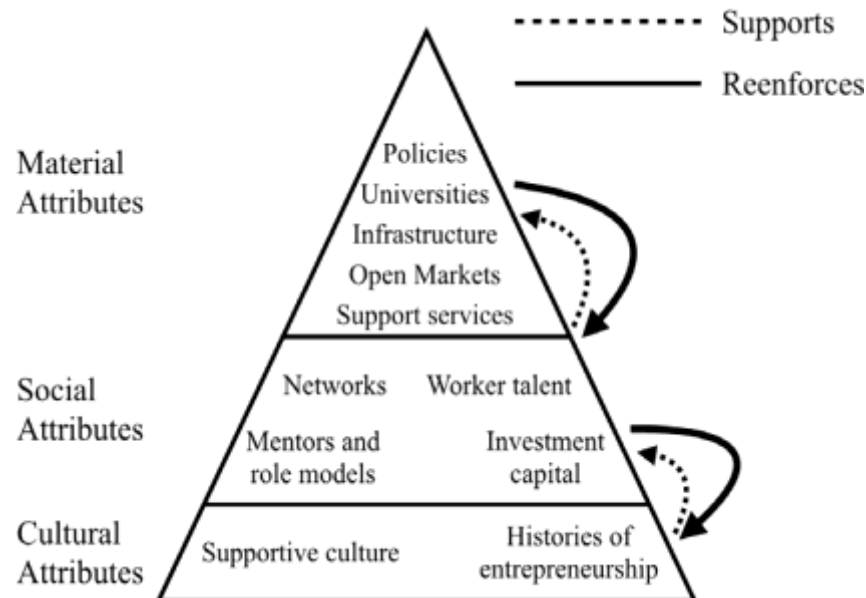 Supports
Reenforces
Material
Attributes
Policies
Universities
Infrastructure
Open Markets
Support services
Social
Attributes
Networks
Worker talent
Mentors and
role models
Investment
capital
Cultural
Attributes
Supportive culture
Histories of
entrepreneurship